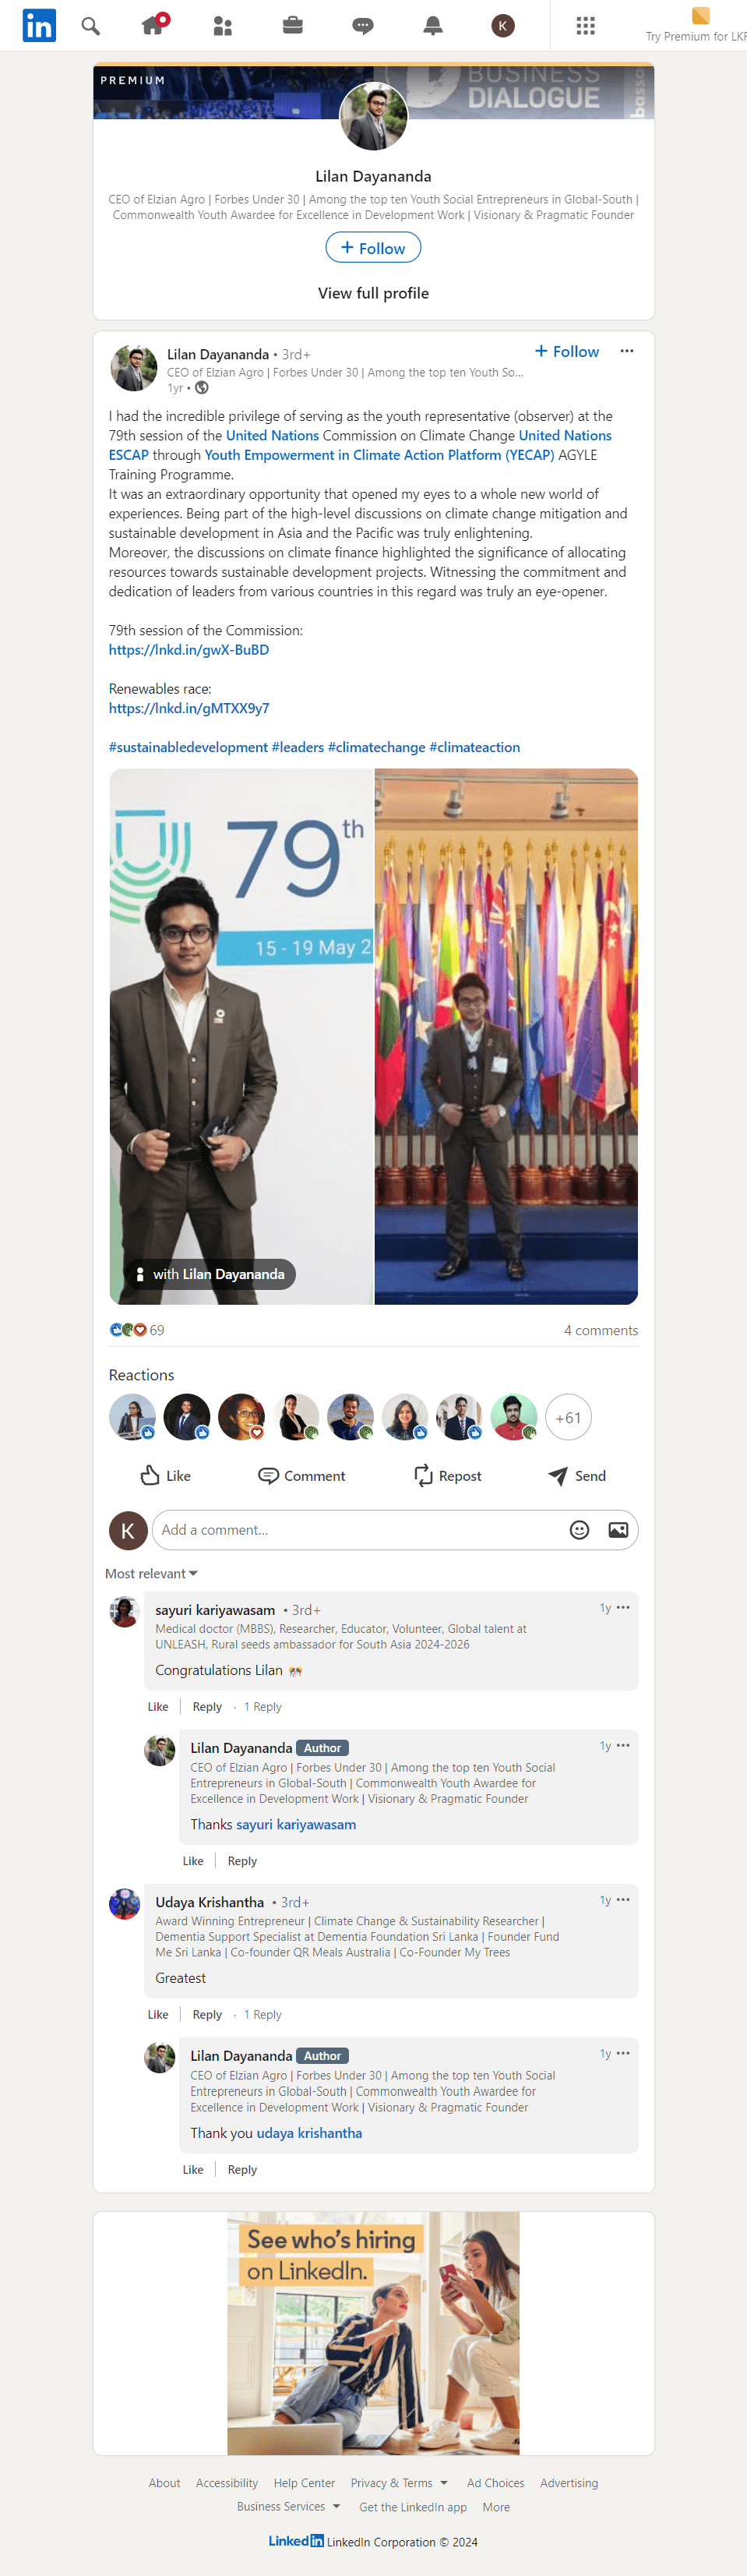 in
K
Try Premium for LKR
PREMIUM
BUSINESS
DIALOGUE
basso
Lilan Dayananda
CEO of Elzian Agro | Forbes Under 30 | Among the top ten Youth Social Entrepreneurs in Global-South |
Commonwealth Youth Awardee for Excellence in Development Work | Visionary & Pragmatic Founder
+ Follow
View full profile
Lilan Dayananda • 3rd+
+ Follow
CEO of Elzian Agro | Forbes Under 30 | Among the top ten Youth So...
1yr •
I had the incredible privilege of serving as the youth representative (observer) at the
79th session of the United Nations Commission on Climate Change United Nations
ESCAP through Youth Empowerment in Climate Action Platform (YECAP) AGYLE
Training Programme.
It was an extraordinary opportunity that opened my eyes to a whole new world of
experiences. Being part of the high-level discussions on climate change mitigation and
sustainable development in Asia and the Pacific was truly enlightening.
Moreover, the discussions on climate finance highlighted the significance of allocating
resources towards sustainable development projects. Witnessing the commitment and
dedication of leaders from various countries in this regard was truly an eye-opener.
79th session of the Commission:
https://lnkd.in/gwX-BuBD
Renewables race:
https://lnkd.in/gMTXX9y7
#sustainabledevelopment #leaders #climatechange #climateaction
79th
15 - 19 May 2
with Lilan Dayananda
69
4 comments
Reactions
+61
Like
Comment
Repost
Send
K
Add a comment...
Most relevant
sayuri kariyawasam • 3rd+
1y
Medical doctor (MBBS), Researcher, Educator, Volunteer, Global talent at
UNLEASH, Rural seeds ambassador for South Asia 2024-2026
Congratulations Lilan 🎊
Like | Reply · 1 Reply
Lilan Dayananda Author
1y
CEO of Elzian Agro | Forbes Under 30 | Among the top ten Youth Social
Entrepreneurs in Global-South | Commonwealth Youth Awardee for
Excellence in Development Work | Visionary & Pragmatic Founder
Thanks sayuri kariyawasam
Like | Reply
Udaya Krishantha • 3rd+
1y
Award Winning Entrepreneur | Climate Change & Sustainability Researcher |
Dementia Support Specialist at Dementia Foundation Sri Lanka | Founder Fund
Me Sri Lanka | Co-founder QR Meals Australia | Co-Founder My Trees
Greatest
Like | Reply · 1 Reply
Lilan Dayananda Author
1y
CEO of Elzian Agro | Forbes Under 30 | Among the top ten Youth Social
Entrepreneurs in Global-South | Commonwealth Youth Awardee for
Excellence in Development Work | Visionary & Pragmatic Founder
Thank you udaya krishantha
Like | Reply
See who's hiring
on LinkedIn.
About Accessibility Help Center Privacy & Terms Ad Choices Advertising
Business Services Get the LinkedIn app More
LinkedIn LinkedIn Corporation © 2024